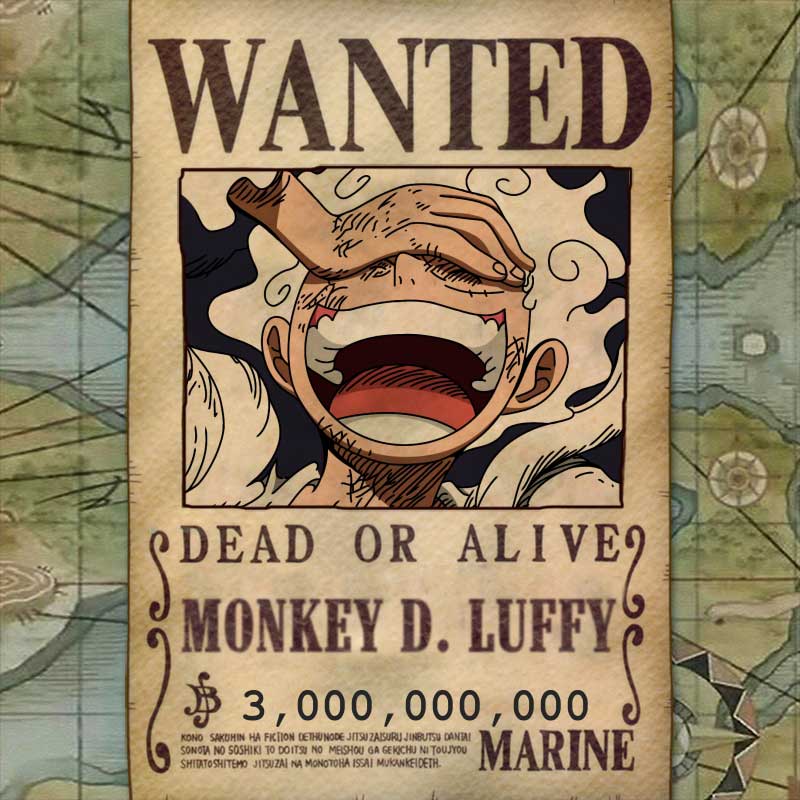 WANTED
DEAD OR ALIVE
MONKEY D. LUFFY
฿ 3,000,000,000
KONO SAKUHIN HA FICTION DETHUNODE JITSUZAISURU JINBUTSU DANTAI
SONOTA NO SOSHIKI TO DOITSU NO MEISHOU GA GEKICHU NI TOUJYOU
SHITATOSHITEMO JITSUZAI NA MONOTOHA ISSAI MUKANKEIDETH.
MARINE